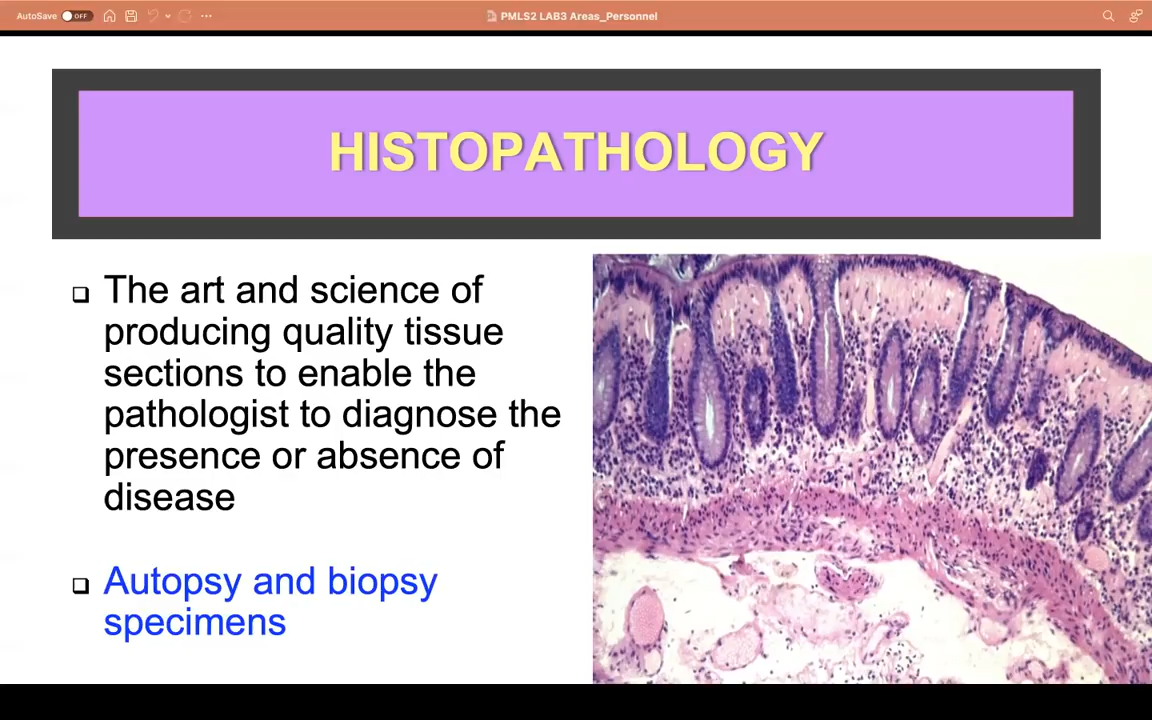 AutoSave OFF
PMLS2 LAB3 Areas_Personnel
HISTOPATHOLOGY
The art and science of
producing quality tissue
sections to enable the
pathologist to diagnose the
presence or absence of
disease
Autopsy and biopsy
specimens